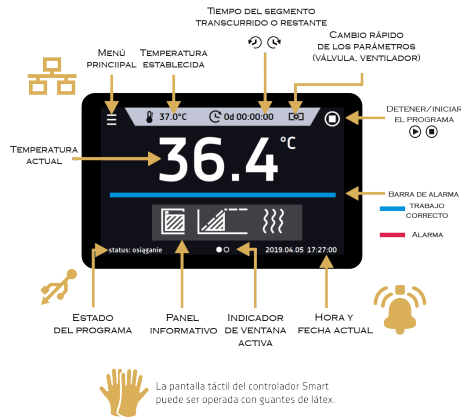 TIEMPO DEL SEGMENTO
TRANSCURRIDO O RESTANTE
CAMBIO RÁPIDO
DE LOS PARÁMETROS
(VÁLVULA, VENTILADOR)
MENÚ
PRINCIIPAL
TEMPERATURA
ESTABLECIDA
DETENER/INICIAR
EL PROGRAMA
37.0°C
0d 00:00:00
TEMPERATURA
ACTUAL
36.4°C
BARRA DE ALARMA
TRABAJO
CORRECTO
ALARMA
status: osiąganie
2019.04.05 17:27:00
ESTADO
DEL PROGRAMA
PANEL
INFORMATIVO
INDICADOR
DE VENTANA
ACTIVA
HORA Y
FECHA ACTUAL
La pantalla táctil del controlador Smart
puede ser operada con guantes de látex.